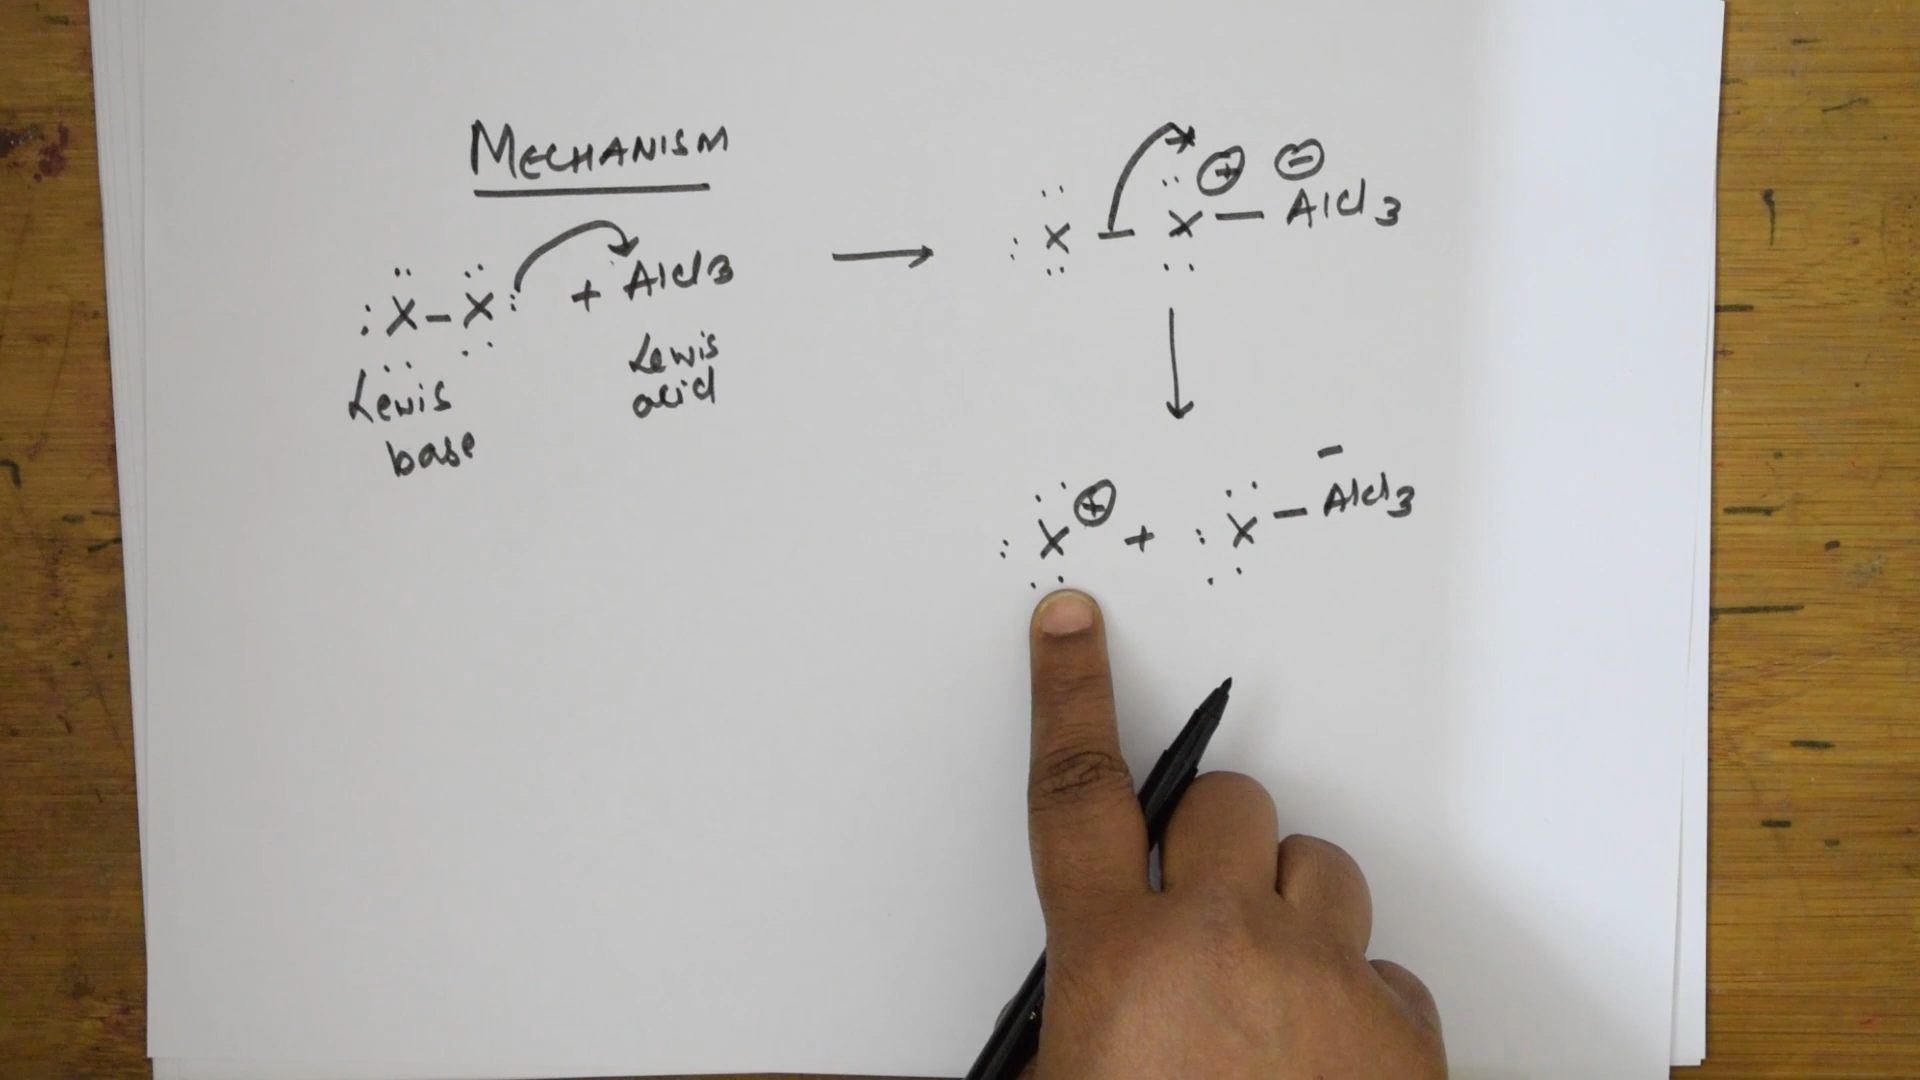 MECHANISM
:X-X: + AlCl3
Lewis base
Lewis acid
→
:X - X⊕ - ⊖AlCl3
↓
:X⊕ + :X - AlCl3⁻